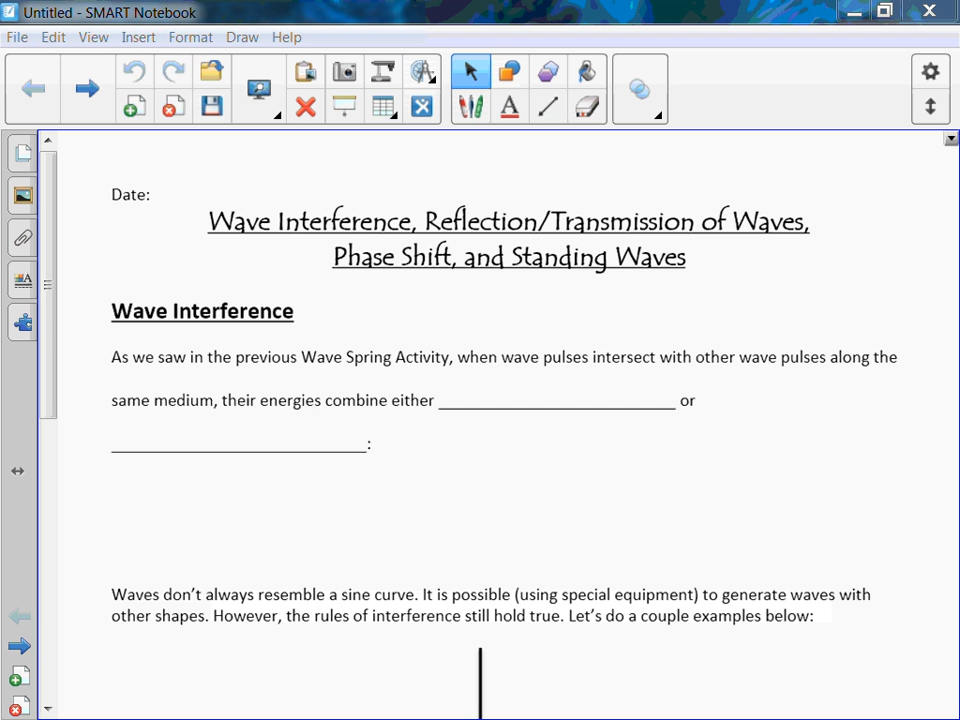 Untitled - SMART Notebook
File Edit View Insert Format Draw Help
Date:
Wave Interference, Reflection/Transmission of Waves,
Phase Shift, and Standing Waves
Wave Interference
As we saw in the previous Wave Spring Activity, when wave pulses intersect with other wave pulses along the
same medium, their energies combine either __________________________ or
____________________________:
Waves don’t always resemble a sine curve. It is possible (using special equipment) to generate waves with
other shapes. However, the rules of interference still hold true. Let’s do a couple examples below: